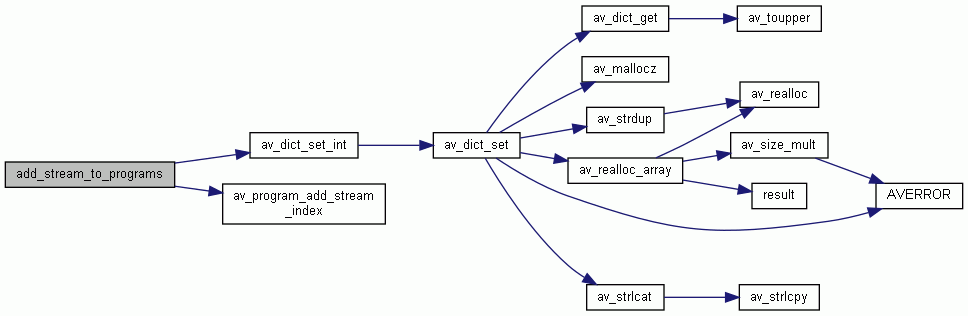 add_stream_to_programs
av_dict_set_int
av_program_add_stream
_index
av_dict_set
av_dict_get
av_mallocz
av_strdup
av_realloc_array
av_strlcat
av_toupper
av_realloc
av_size_mult
result
av_strlcpy
AVERROR